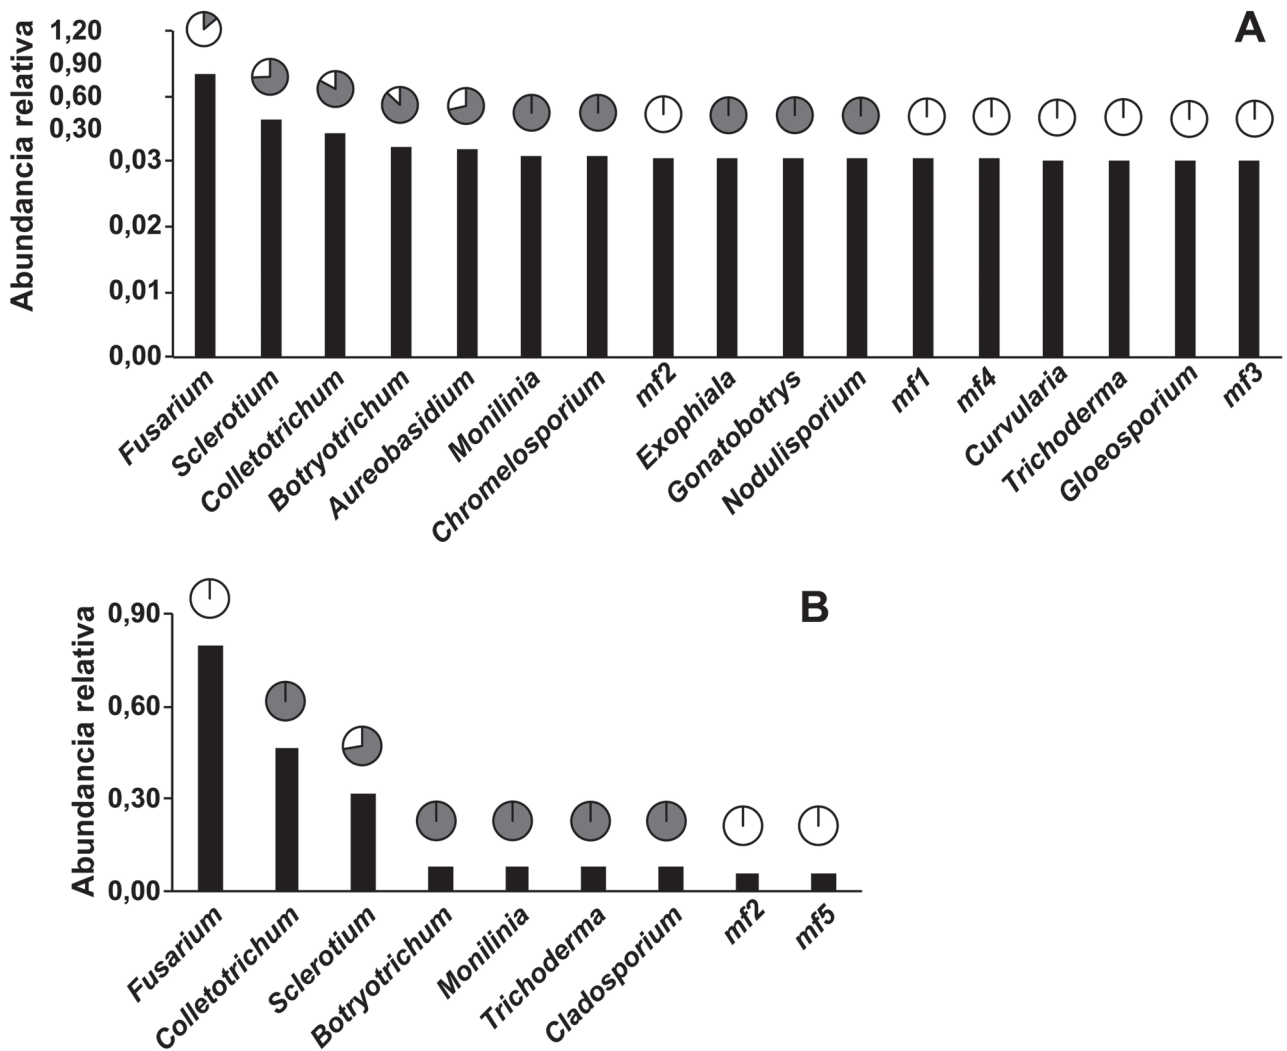 A
Abundancia relativa
1,20
0,90
0,60
0,30
0,03
0,02
0,01
0,00
Fusarium
Sclerotium
Colletotrichum
Botryotrichum
Aureobasidium
Monilinia
Chromelosporium
mf2
Exophiala
Gonatobotrys
Nodulisporium
mf1
mf4
Curvularia
Trichoderma
Gloeosporium
mf3
B
Abundancia relativa
0,90
0,60
0,30
0,00
Fusarium
Colletotrichum
Sclerotium
Botryotrichum
Monilinia
Trichoderma
Cladosporium
mf2
mf5